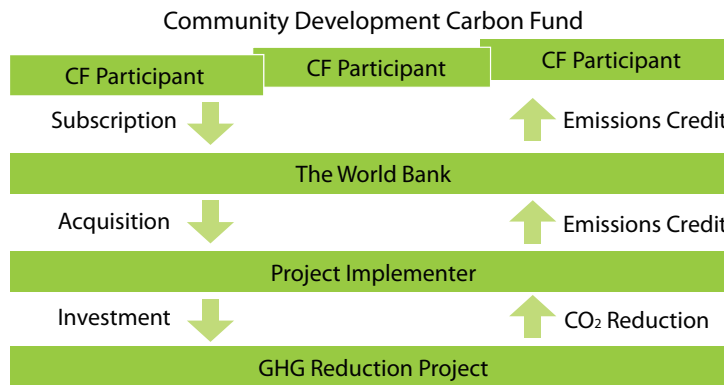 Community Development Carbon Fund
CF Participant CF Participant CF Participant
Subscription Emissions Credit
The World Bank
Acquisition Emissions Credit
Project Implementer
Investment CO₂ Reduction
GHG Reduction Project